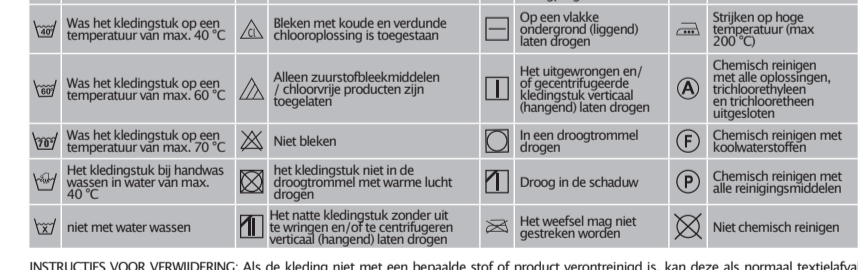 40° Was het kledingstuk op een
temperatuur van max. 40 °C
CL Bleken met koude en verdunde
chlooroplossing is toegestaan
Op een vlakke
ondergrond (liggend)
laten drogen
Strijken op hoge
temperatuur (max
200 °C)
60° Was het kledingstuk op een
temperatuur van max. 60 °C
Alleen zuurstofbleekmiddelen
/ chloorvrije producten zijn
toegelaten
Het uitgewrongen en/
of gecentrifugeerde
kledingstuk verticaal
(hangend) laten drogen
A Chemisch reinigen
met alle oplossingen,
trichloorethyleen
en trichlooretheen
uitgesloten
70° Was het kledingstuk op een
temperatuur van max. 70 °C
Niet bleken
In een droogtrommel
drogen
F Chemisch reinigen met
koolwaterstoffen
Het kledingstuk bij handwas
wassen in water van max.
40 °C
het kledingstuk niet in de
droogtrommel met warme lucht
drogen
Droog in de schaduw
P Chemisch reinigen met
alle reinigingsmiddelen
niet met water wassen
Het natte kledingstuk zonder uit
te wringen en/of te centrifugeren
verticaal (hangend) laten drogen
Het weefsel mag niet
gestreken worden
Niet chemisch reinigen
INSTRUCTIES VOOR VERWIJDERING: Als de kleding niet met een bepaalde stof of product verontreinigd is, kan deze als normaal textielafva